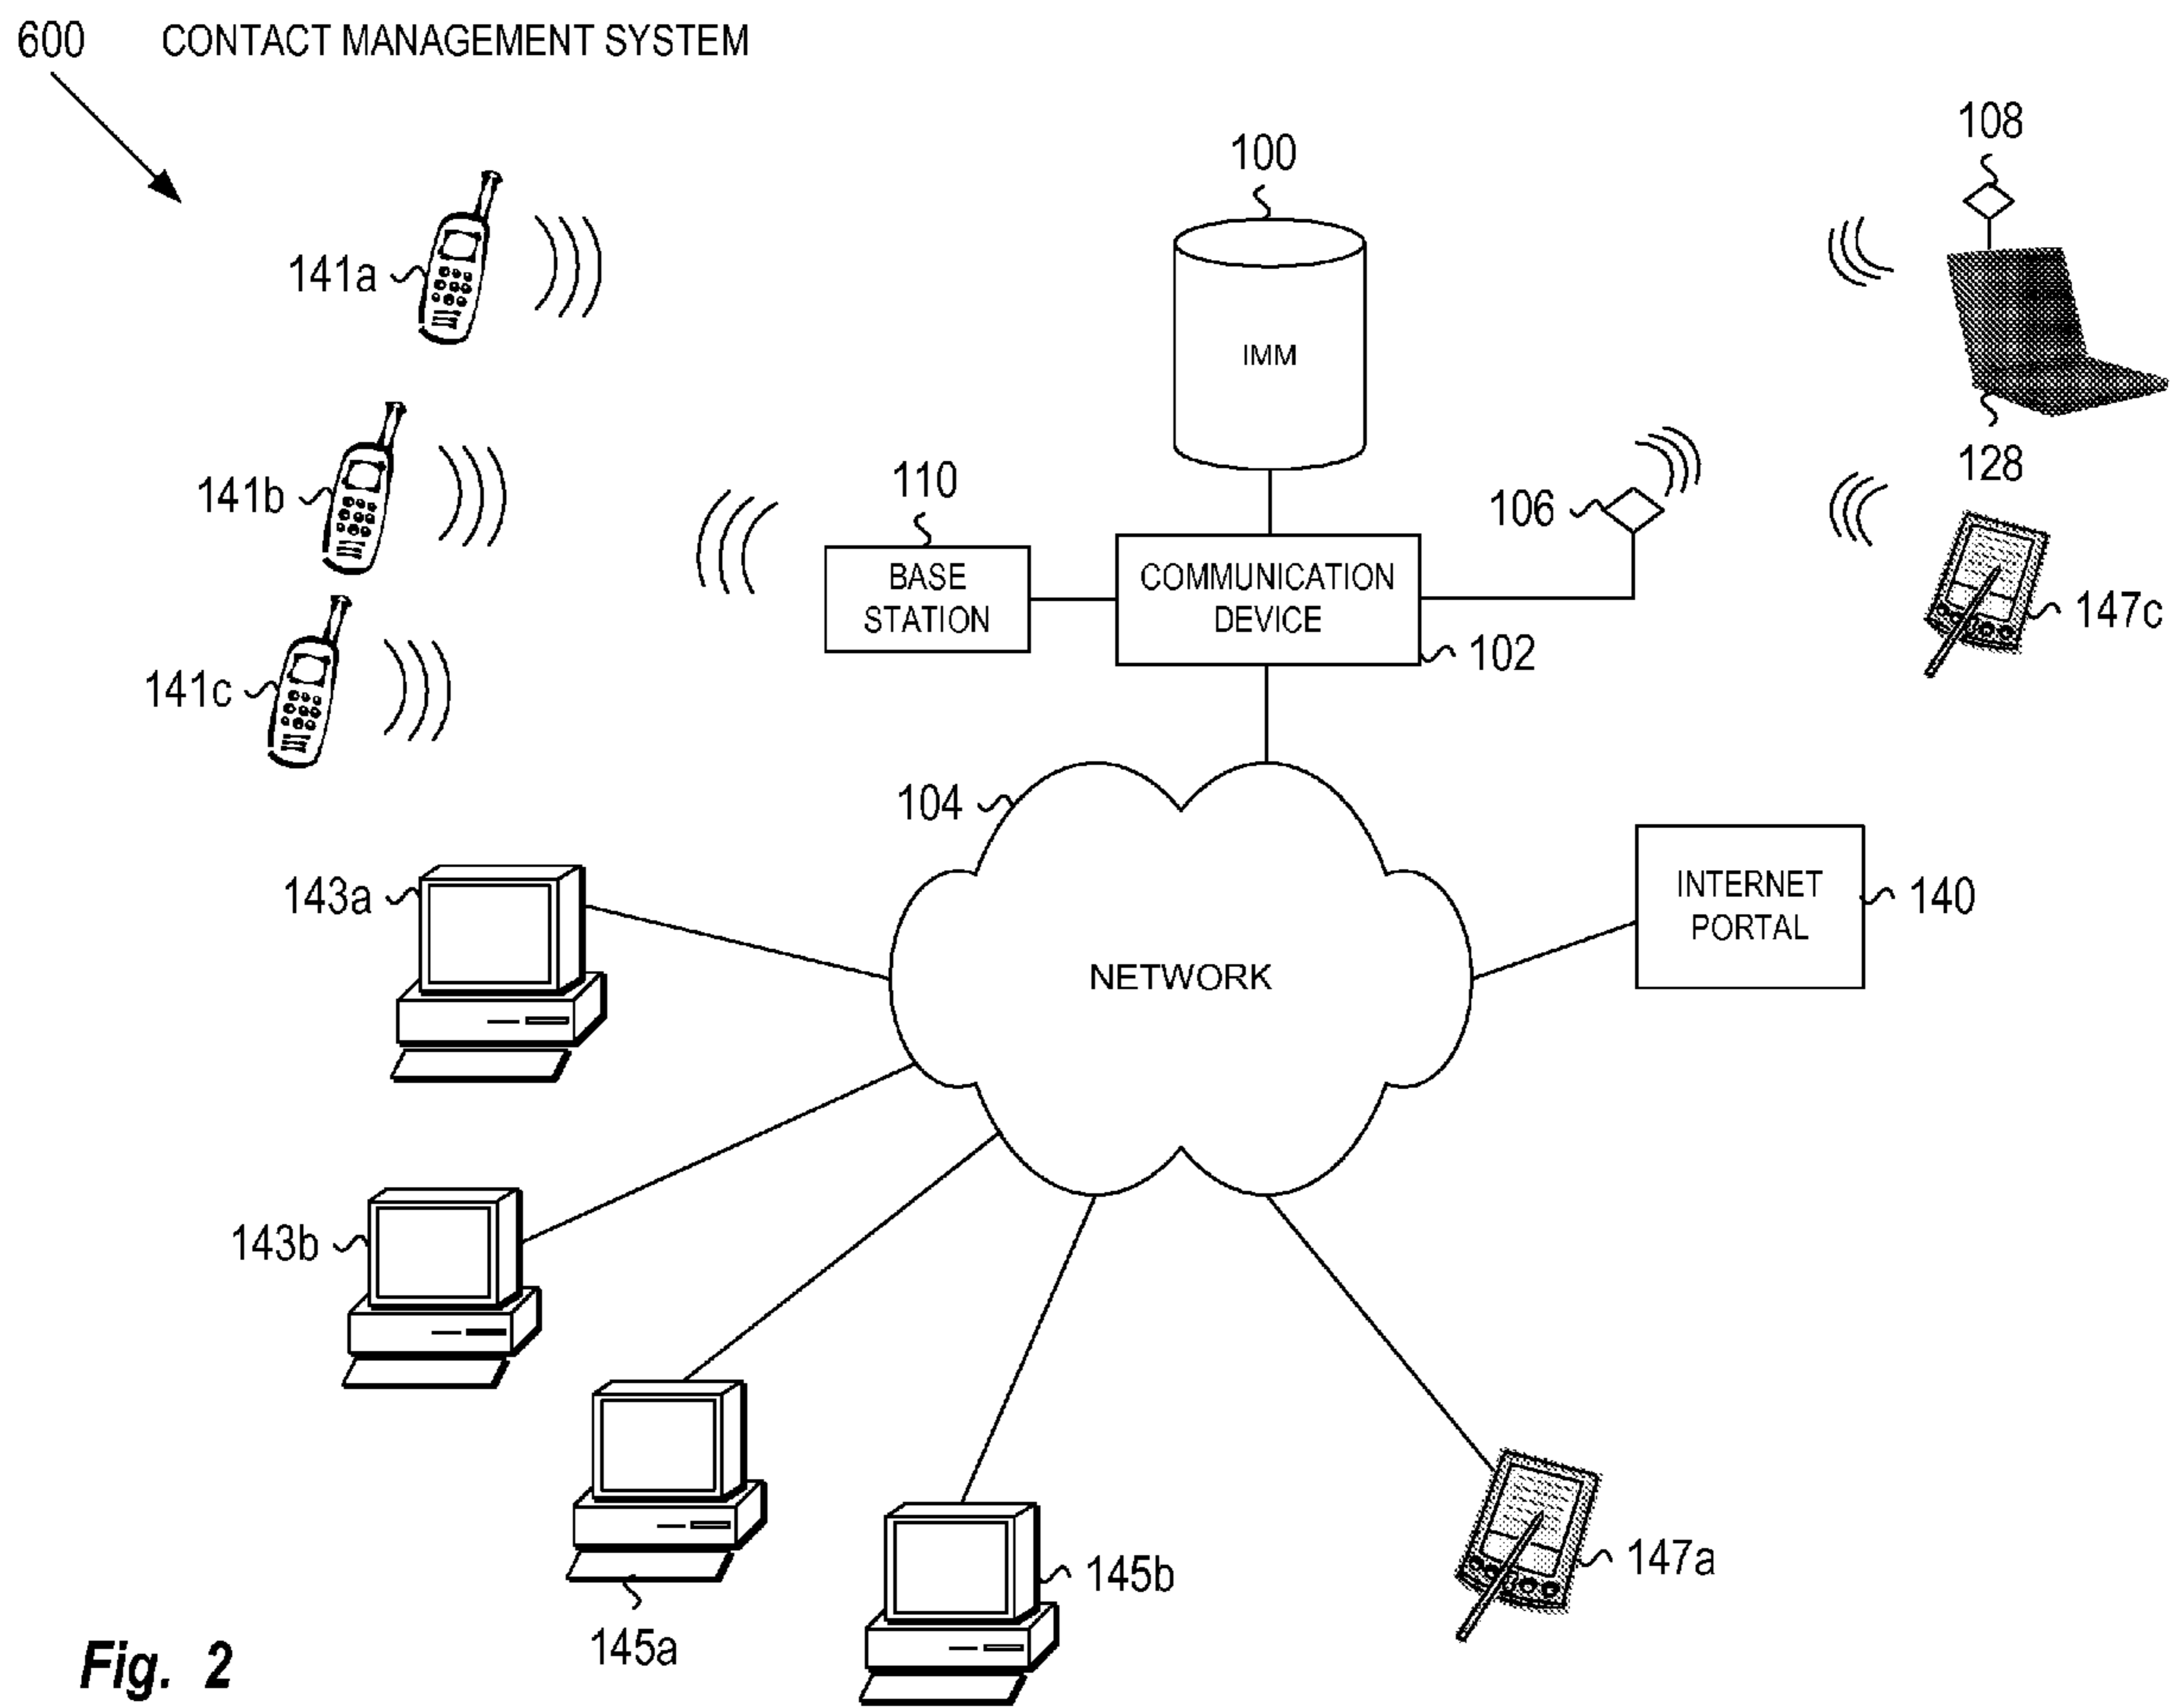 600 CONTACT MANAGEMENT SYSTEM
108
100
141a
IMM
128
141b
110
106
BASE
STATION
COMMUNICATION
DEVICE
147c
102
141c
104
143a
INTERNET
PORTAL
140
NETWORK
143b
145b
147a
145a
Fig. 2